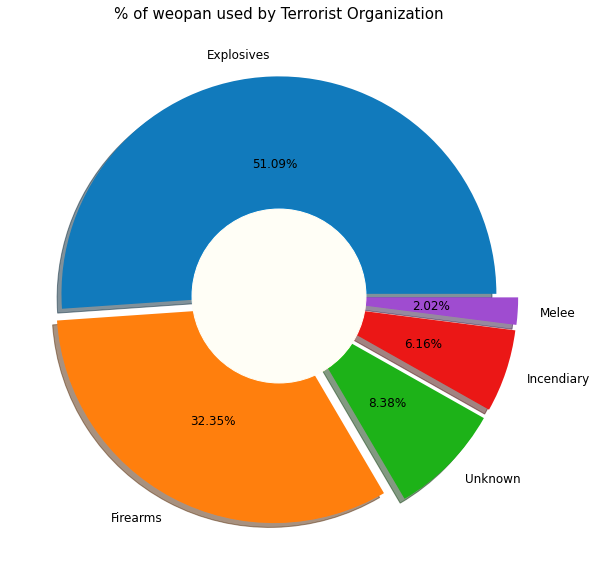 % of weopan used by Terrorist Organization
Explosives
51.09%
2.02%
Melee
6.16%
Incendiary
8.38%
Unknown
32.35%
Firearms